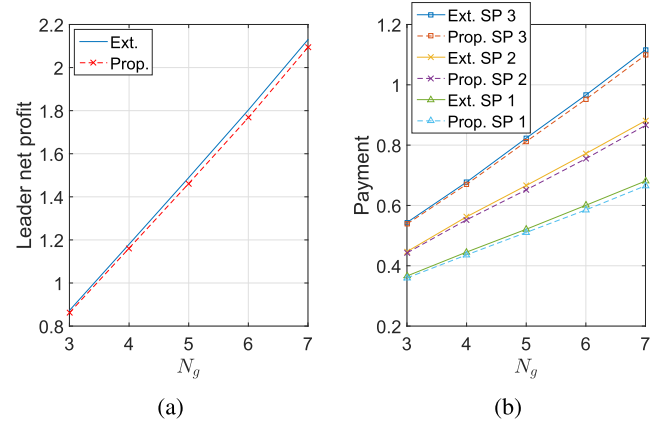 2.2
2
1.8
1.6
1.4
1.2
1
0.8
Leader net profit
Ext.
Prop.
3 4 5 6 7
N_g
(a)
1.2
1
0.8
0.6
0.4
0.2
Payment
Ext. SP 3
Prop. SP 3
Ext. SP 2
Prop. SP 2
Ext. SP 1
Prop. SP 1
3 4 5 6 7
N_g
(b)